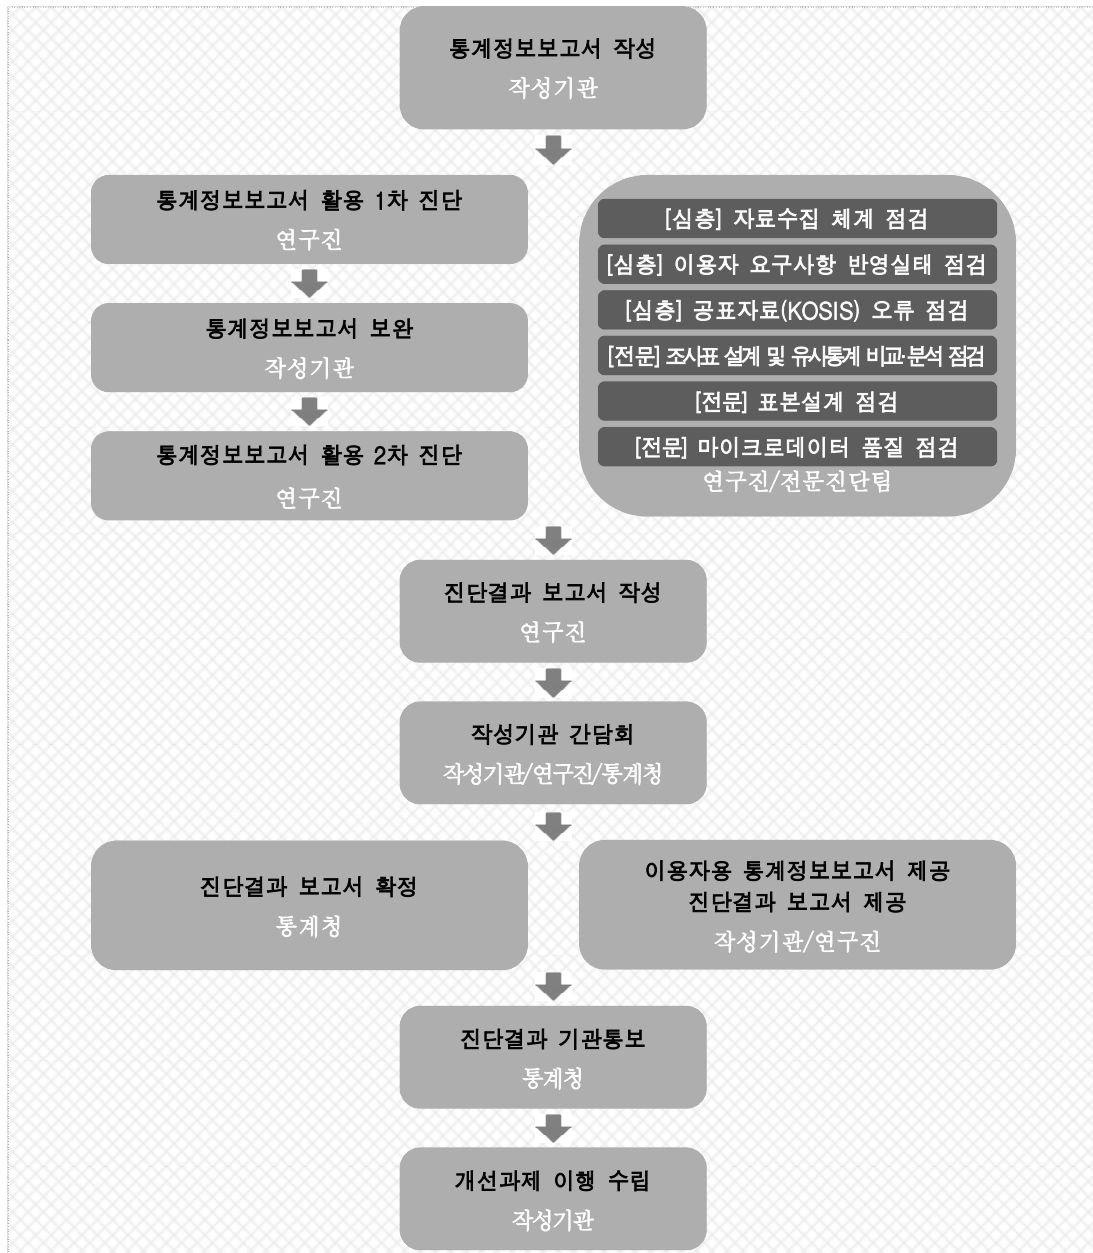 통계정보보고서 작성
작성기관
통계정보보고서 활용 1차 진단
연구진
통계정보보고서 보완
작성기관
통계정보보고서 활용 2차 진단
연구진
[심층] 자료수집 체계 점검
[심층] 이용자 요구사항 반영실태 점검
[심층] 공표자료(KOSIS) 오류 점검
[전문] 조사표 설계 및 유사통계 비교·분석 점검
[전문] 표본설계 점검
[전문] 마이크로데이터 품질 점검
연구진/전문진단팀
진단결과 보고서 작성
연구진
작성기관 간담회
작성기관/연구진/통계청
진단결과 보고서 확정
통계청
이용자용 통계정보보고서 제공
진단결과 보고서 제공
작성기관/연구진
진단결과 기관통보
통계청
개선과제 이행 수립
작성기관